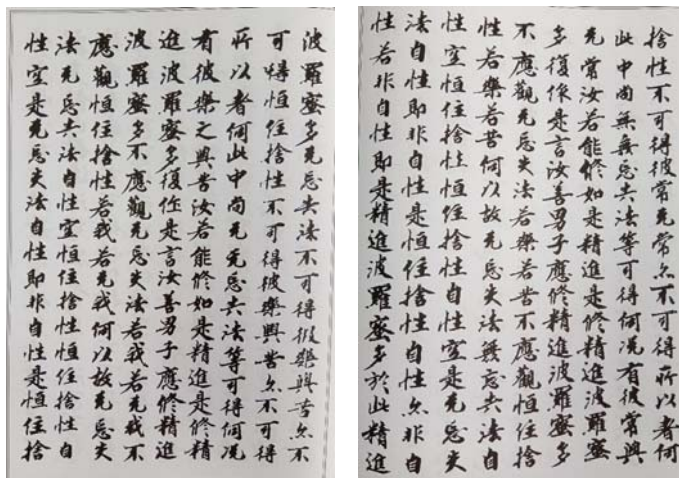 捨性不可得彼常无常亦不可得所以者何
此中尚無無忘失法等可得何况有彼常與
无常汝若能修如是精進是修精進波羅蜜
多復作是言汝善男子應修精進波羅蜜多
不應觀无忘失法若樂若苦不應觀恒住捨
性若樂若苦何以故无忘失法無忘失法自
性空恒住捨性恒住捨性自性空是无忘失
法自性即非自性是恒住捨性自性亦非自
性若非自性即是精進波羅蜜多於此精進
波羅蜜多无忘失法不可得彼樂與苦亦不
可得恒住捨性不可得彼樂與苦亦不可得
所以者何此中尚无无忘失法等可得何况
有彼樂之與苦汝若能修如是精進是修精
進波羅蜜多復作是言汝善男子應修精進
波羅蜜多不應觀无忘失法若我若无我不
應觀恒住捨性若我若无我何以故无忘失
法无忘失法自性空恒住捨性恒住捨性自
性空是无忘失法自性即非自性是恒住捨